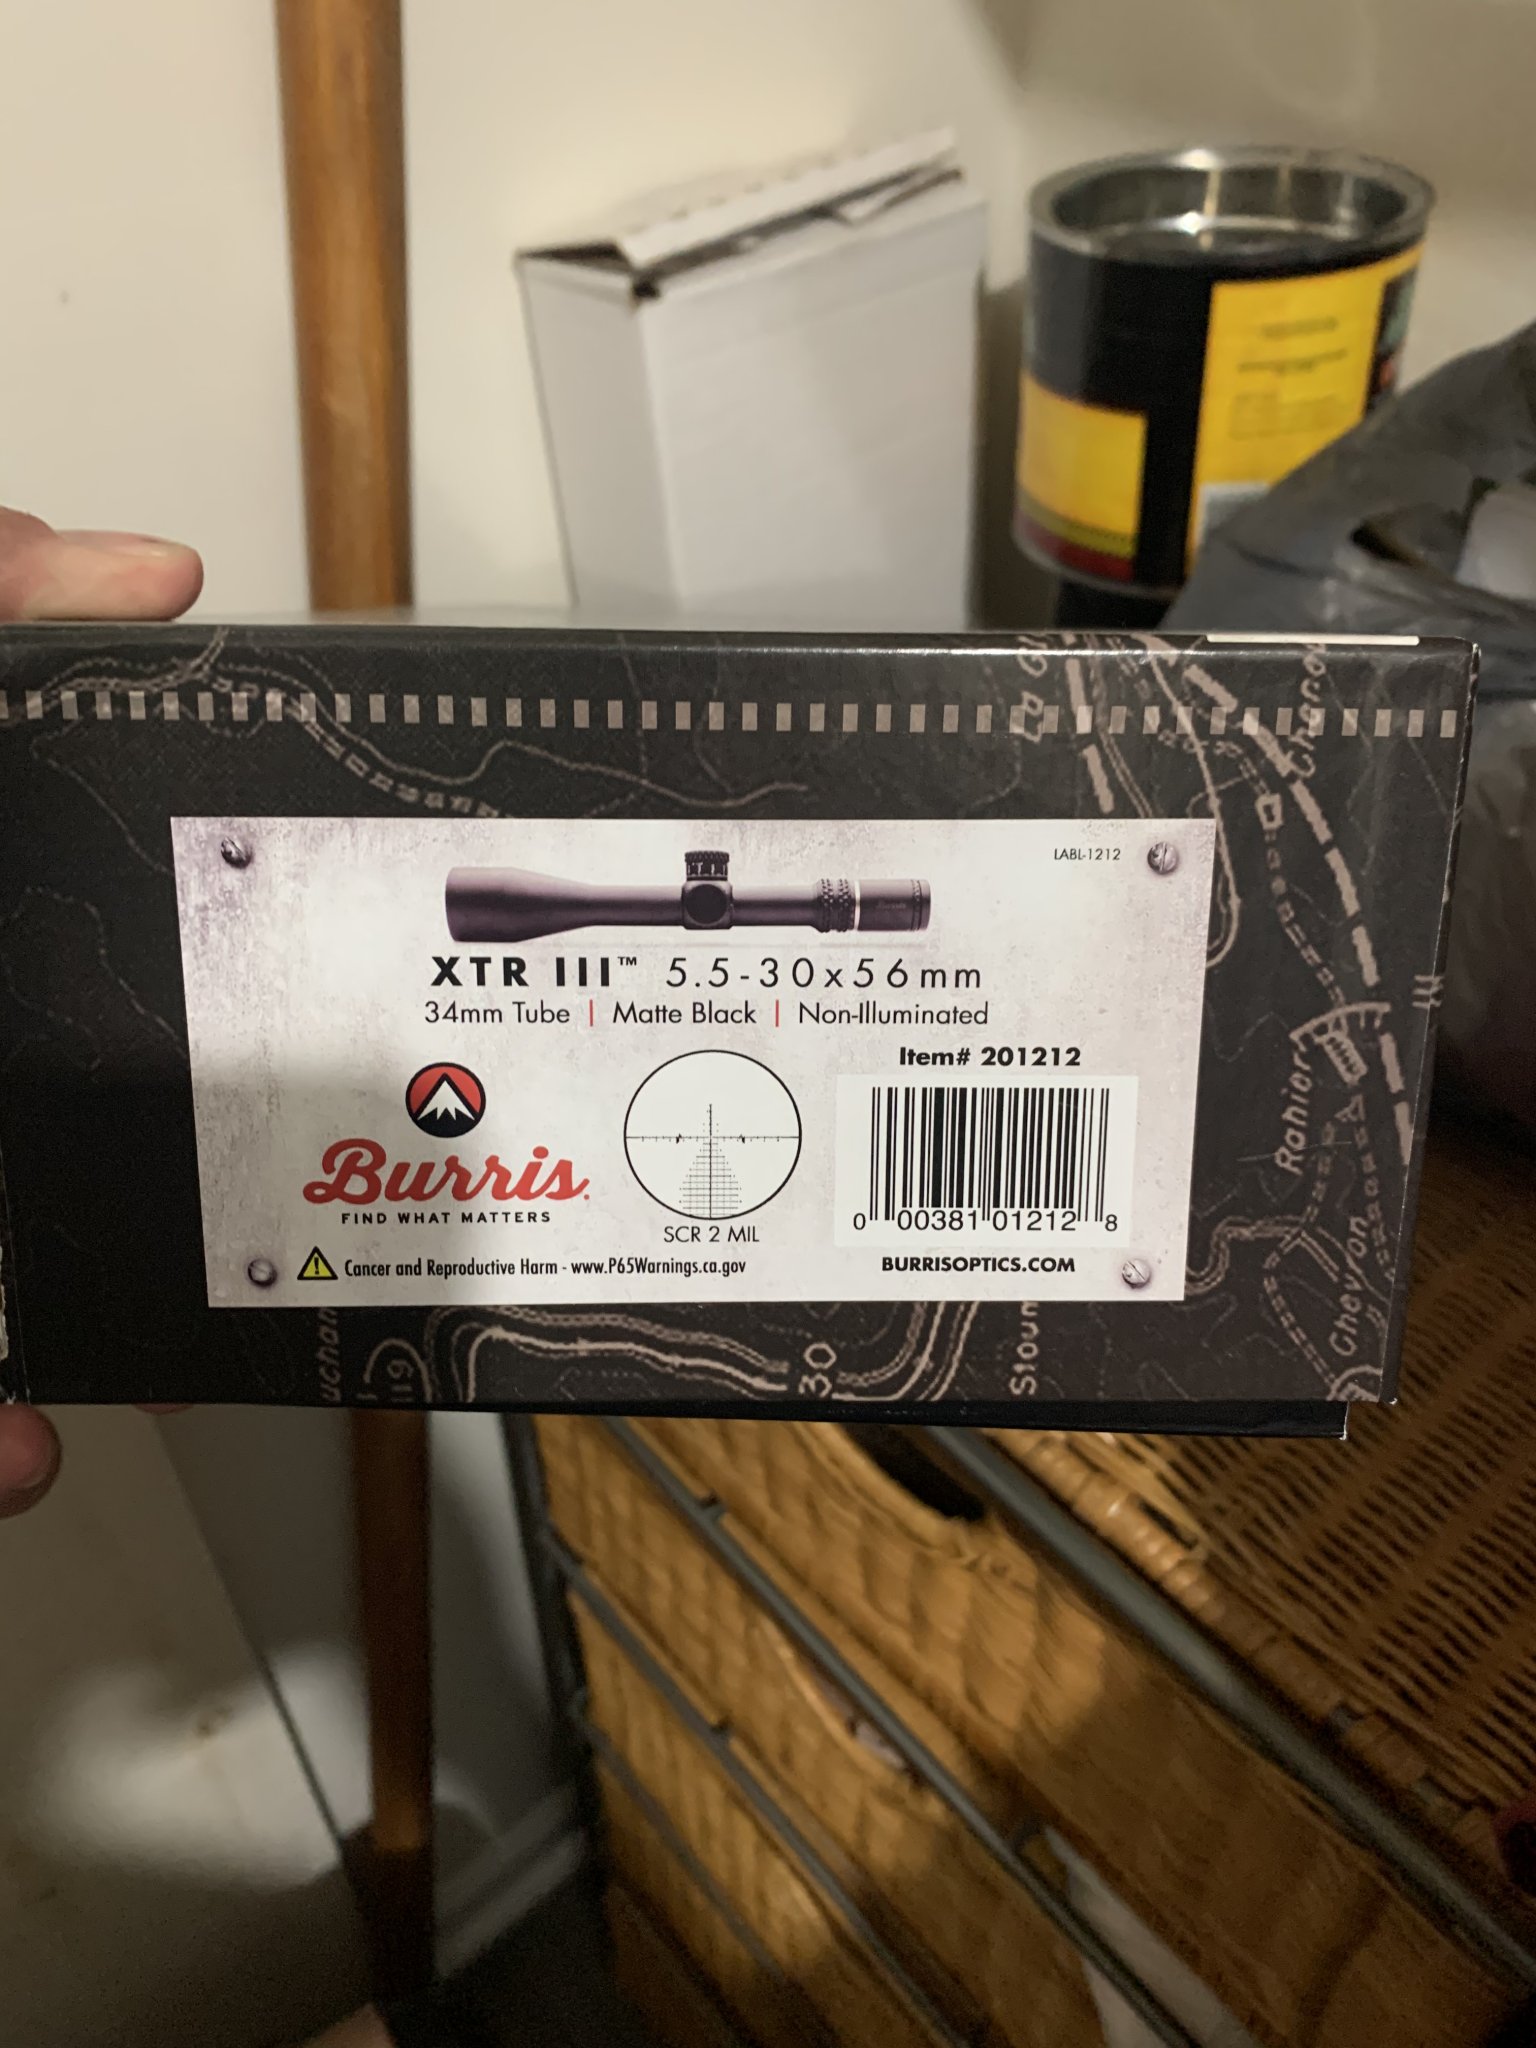 LABL-1212
XTR III™ 5.5-30x56mm
34mm Tube | Matte Black | Non-Illuminated
Item# 201212
Burris.
FIND WHAT MATTERS
SCR 2 MIL
0 00381 01212 8
Cancer and Reproductive Harm - www.P65Warnings.ca.gov
BURRISOPTICS.COM
Rahior
Chevron
30